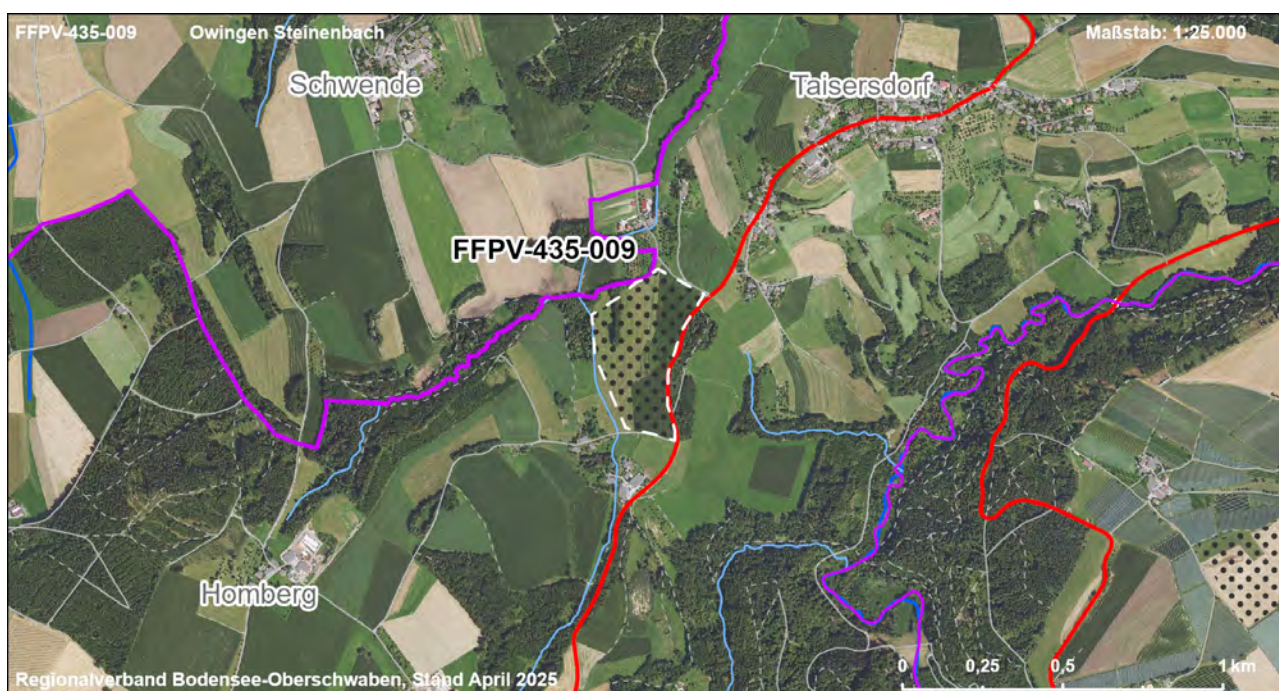 FFPV-435-009 Owingen Steinenbach Maßstab: 1:25.000
Schwende
Taisersdorf
FFPV-435-009
Homberg
0 0,25 0,5 1 km
Regionalverband Bodensee-Oberschwaben, Stand April 2025